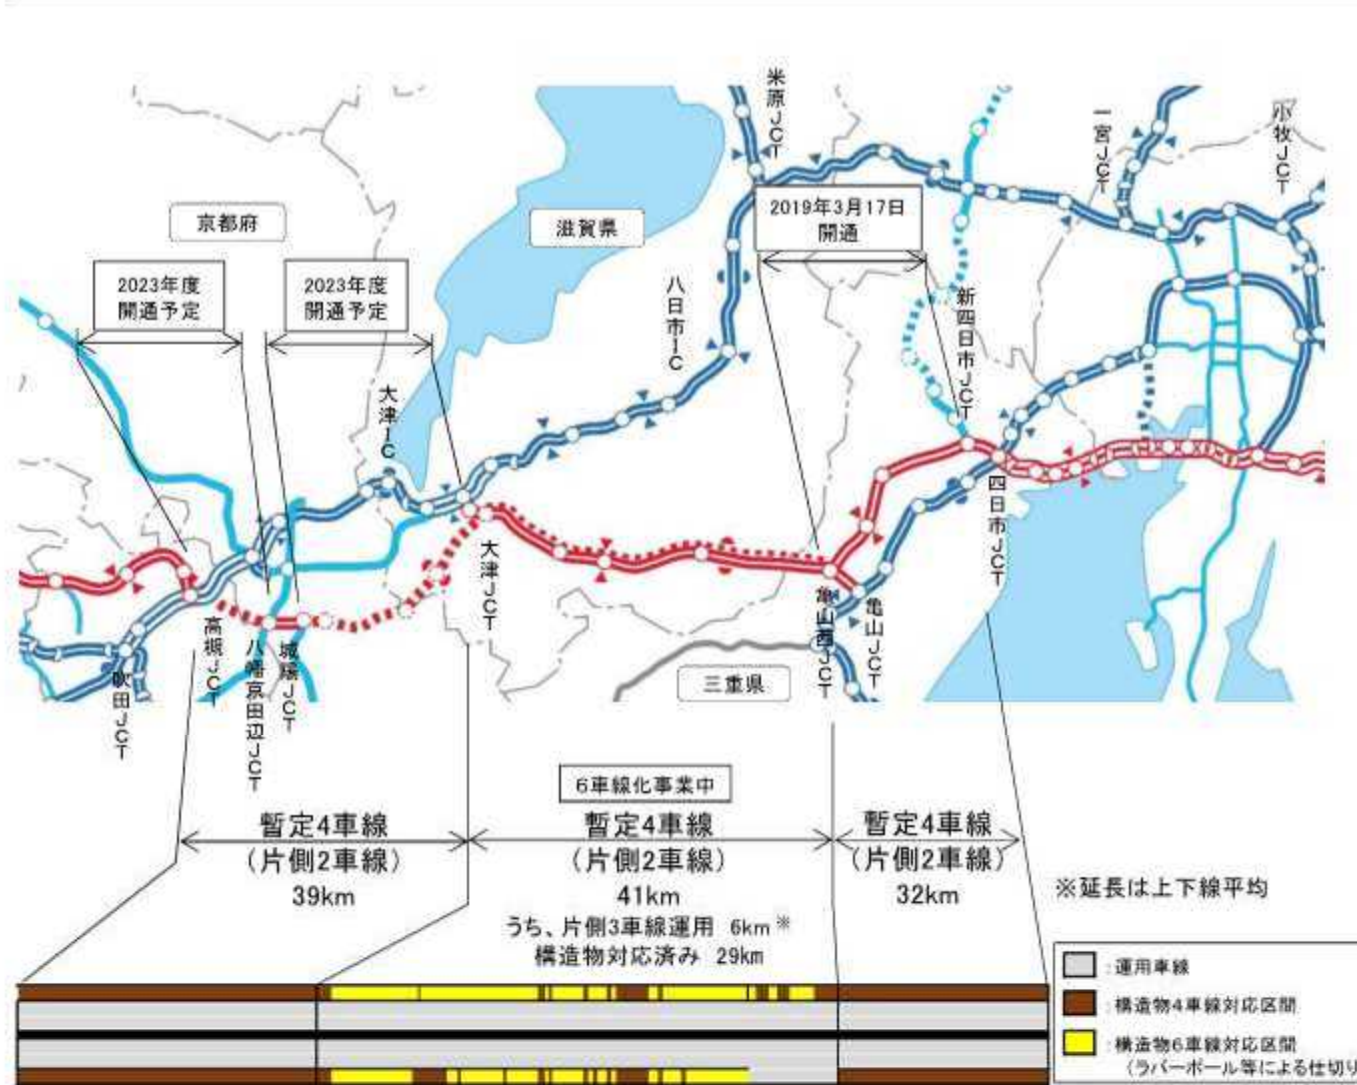 米原JCT
一宮JCT
小牧JCT
京都府
滋賀県
2019年3月17日
開通
2023年度
開通予定
2023年度
開通予定
八日市IC
新四日市JCT
大津IC
四日市JCT
大津JCT
亀山西JCT
亀山JCT
高槻JCT
八幡京田辺JCT
城陽JCT
吹田JCT
三重県
6車線化事業中
暫定4車線
(片側2車線)
39km
暫定4車線
(片側2車線)
41km
うち、片側3車線運用 6km※
構造物対応済み 29km
暫定4車線
(片側2車線)
32km
※延長は上下線平均
:運用車線
:構造物4車線対応区間
:構造物6車線対応区間
(ラバーポール等による仕切り